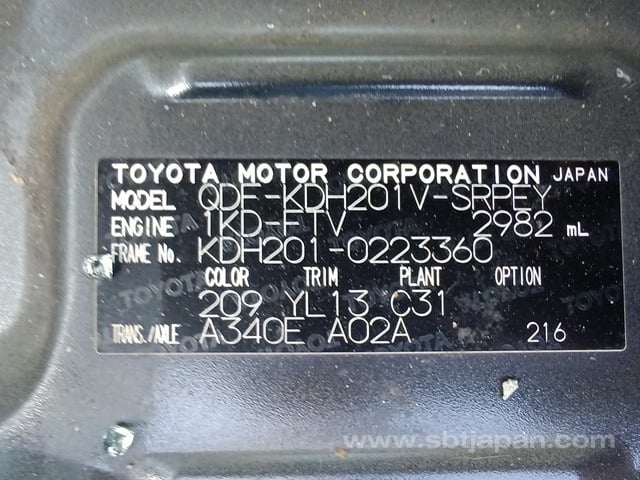 TOYOTA MOTOR CORPORATION JAPAN
MODEL QDF-KDH201V-SRPEY
ENGINE 1KD-FTV 2982 mL
FRAME No. KDH201-0223360
COLOR TRIM PLANT OPTION
209 YL13 C31
TRANS./AXLE A340E A02A 216
www.sbtjapan.com